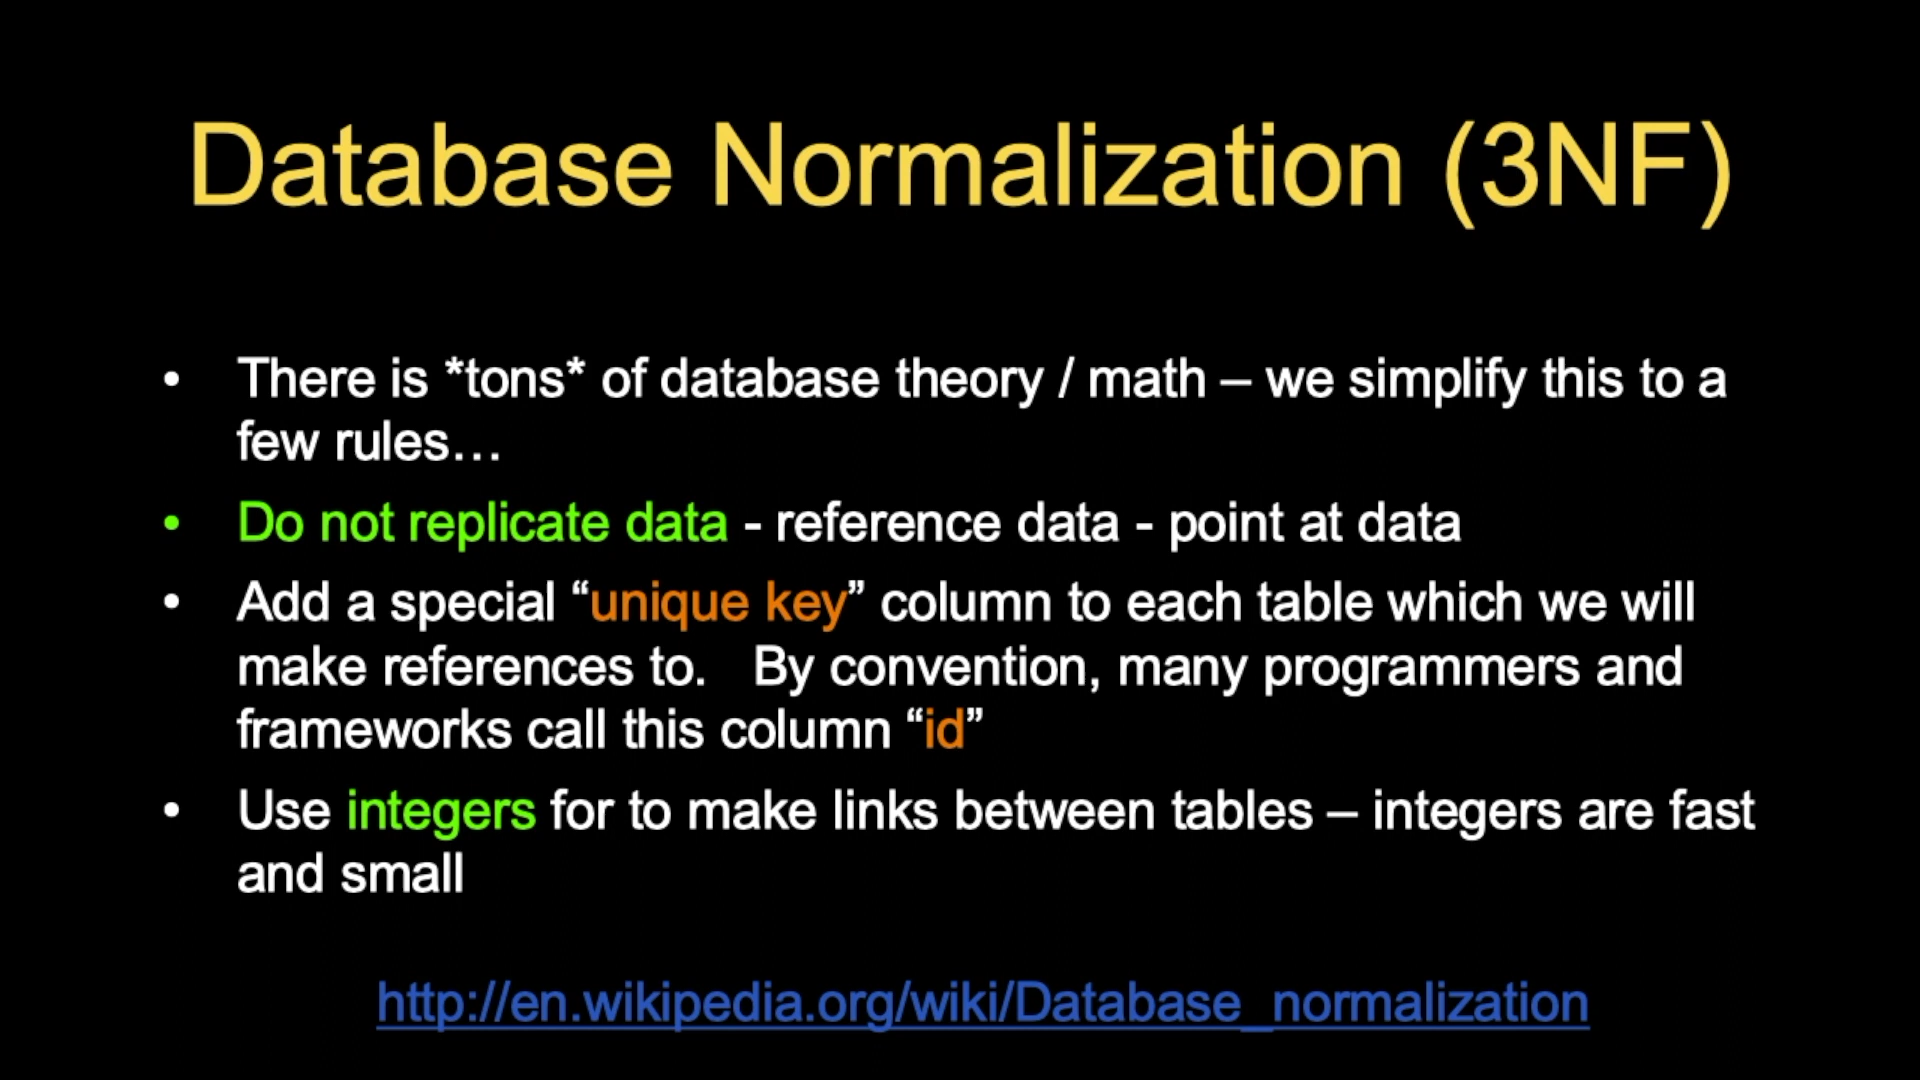 Database Normalization (3NF)
• There is *tons* of database theory / math – we simplify this to a
few rules…
• Do not replicate data - reference data - point at data
• Add a special “unique key” column to each table which we will
make references to.   By convention, many programmers and
frameworks call this column “id”
• Use integers for to make links between tables – integers are fast
and small
http://en.wikipedia.org/wiki/Database_normalization